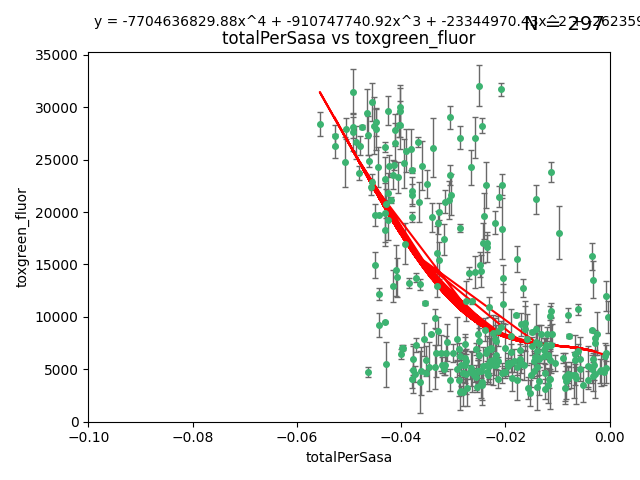 y = -7704636829.88x^4 + -910747740.92x^3 + -23344970.43x^2 + -26259
N = 297
totalPerSasa vs toxgreen_fluor
35000
30000
25000
20000
15000
10000
5000
0
toxgreen_fluor
−0.10 −0.08 −0.06 −0.04 −0.02 0.00
totalPerSasa